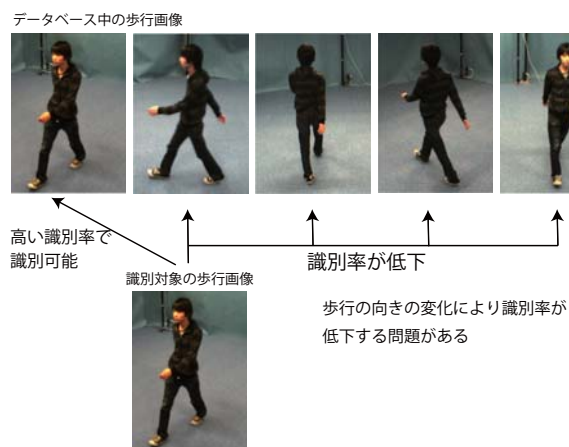 データベース中の歩行画像
高い識別率で
識別可能
識別率が低下
識別対象の歩行画像
歩行の向きの変化により識別率が
低下する問題がある